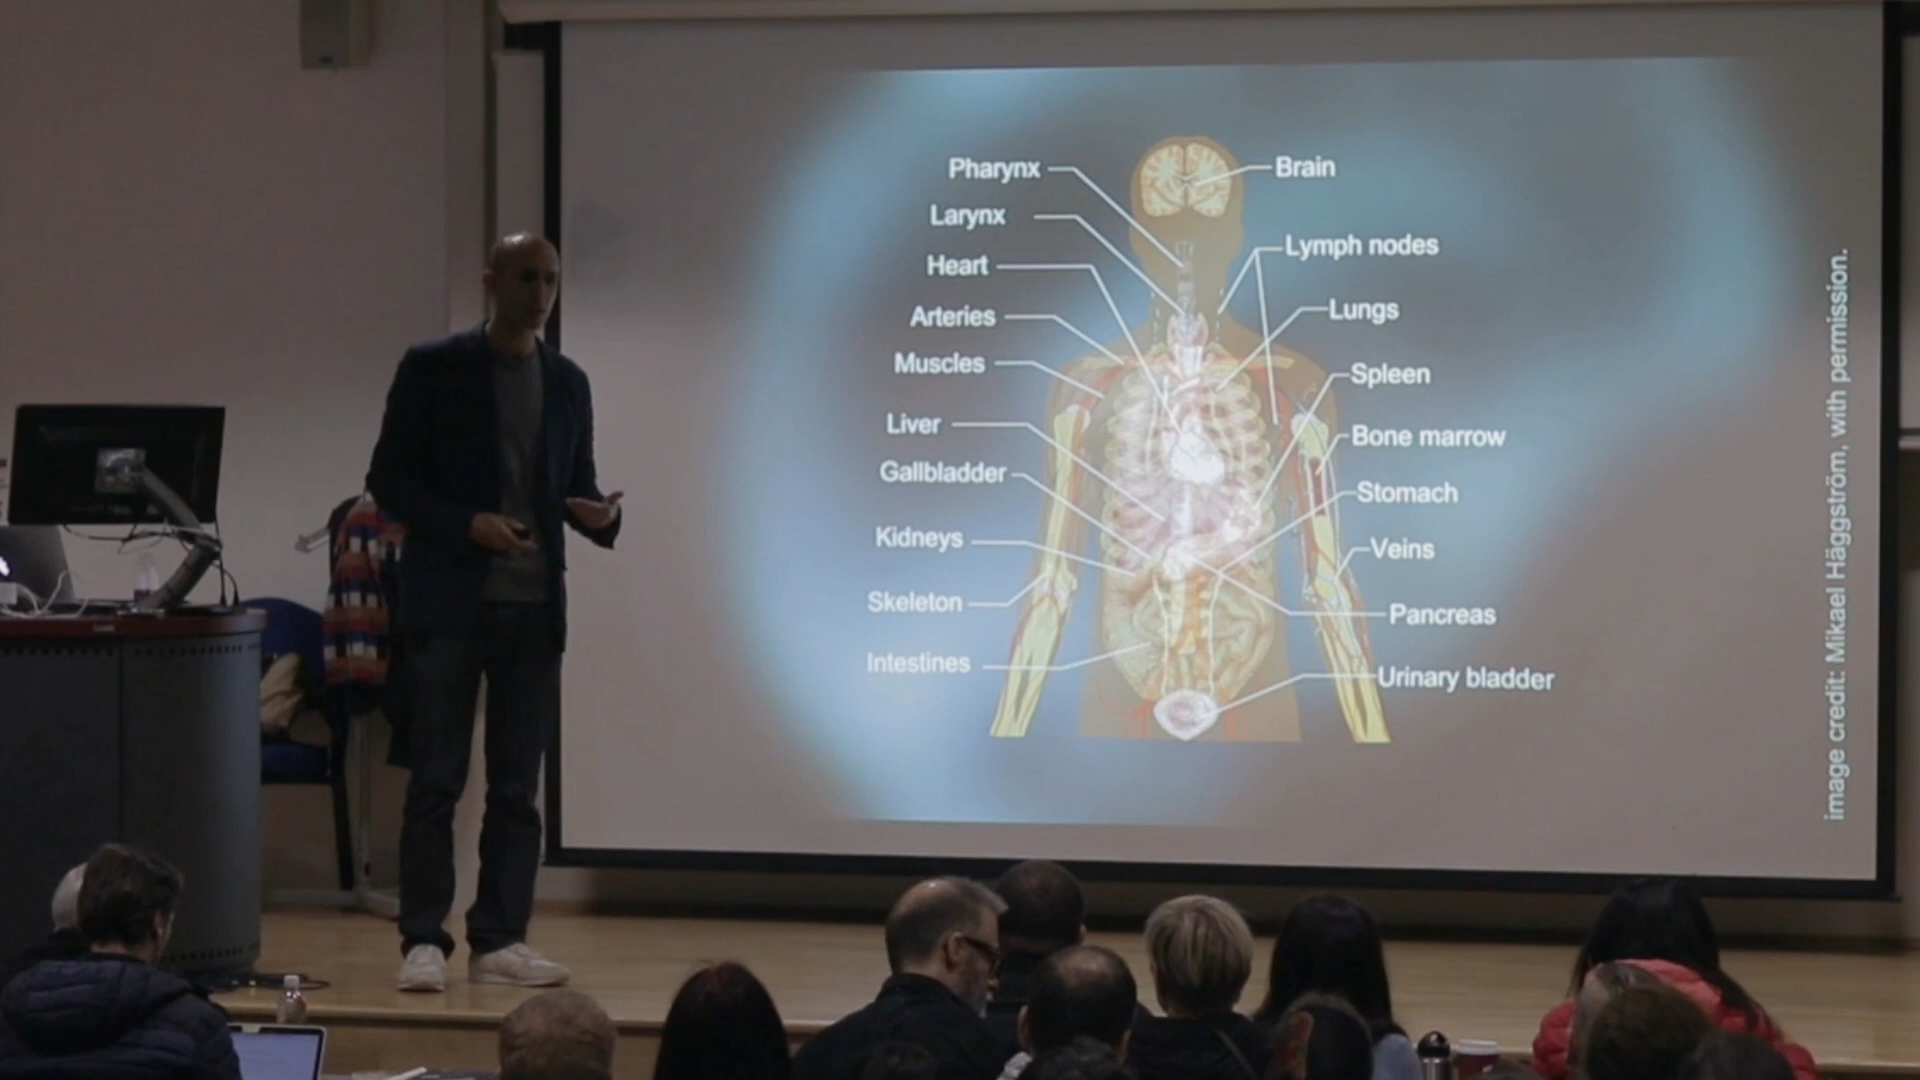 Pharynx
Larynx
Heart
Arteries
Muscles
Liver
Gallbladder
Kidneys
Skeleton
Intestines
Brain
Lymph nodes
Lungs
Spleen
Bone marrow
Stomach
Veins
Pancreas
Urinary bladder
image credit: Mikael Häggström, with permission.